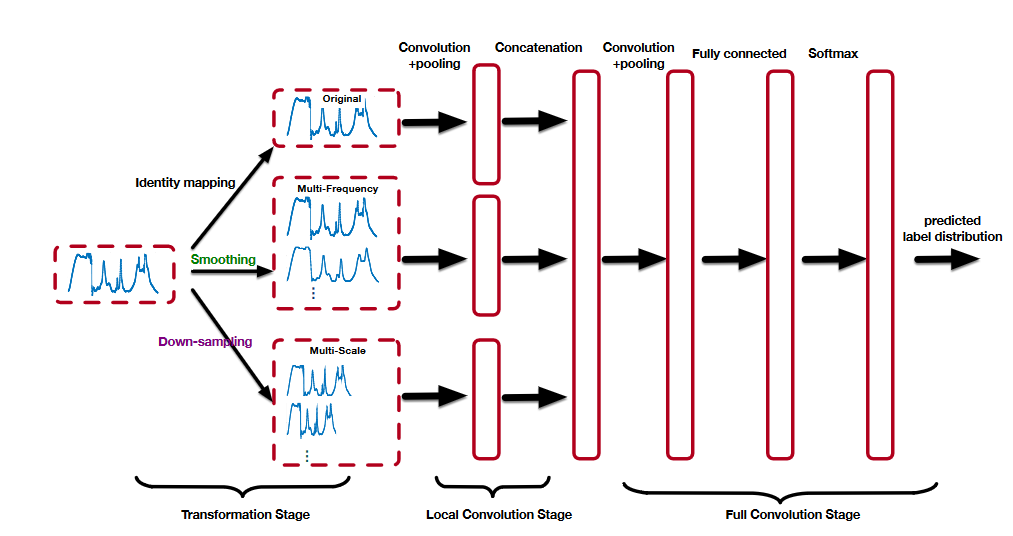 Convolution
+pooling
Concatenation
Convolution
+pooling
Fully connected
Softmax
Original
Identity mapping
Multi-Frequency
Smoothing
predicted
label distribution
Down-sampling
Multi-Scale
Transformation Stage
Local Convolution Stage
Full Convolution Stage